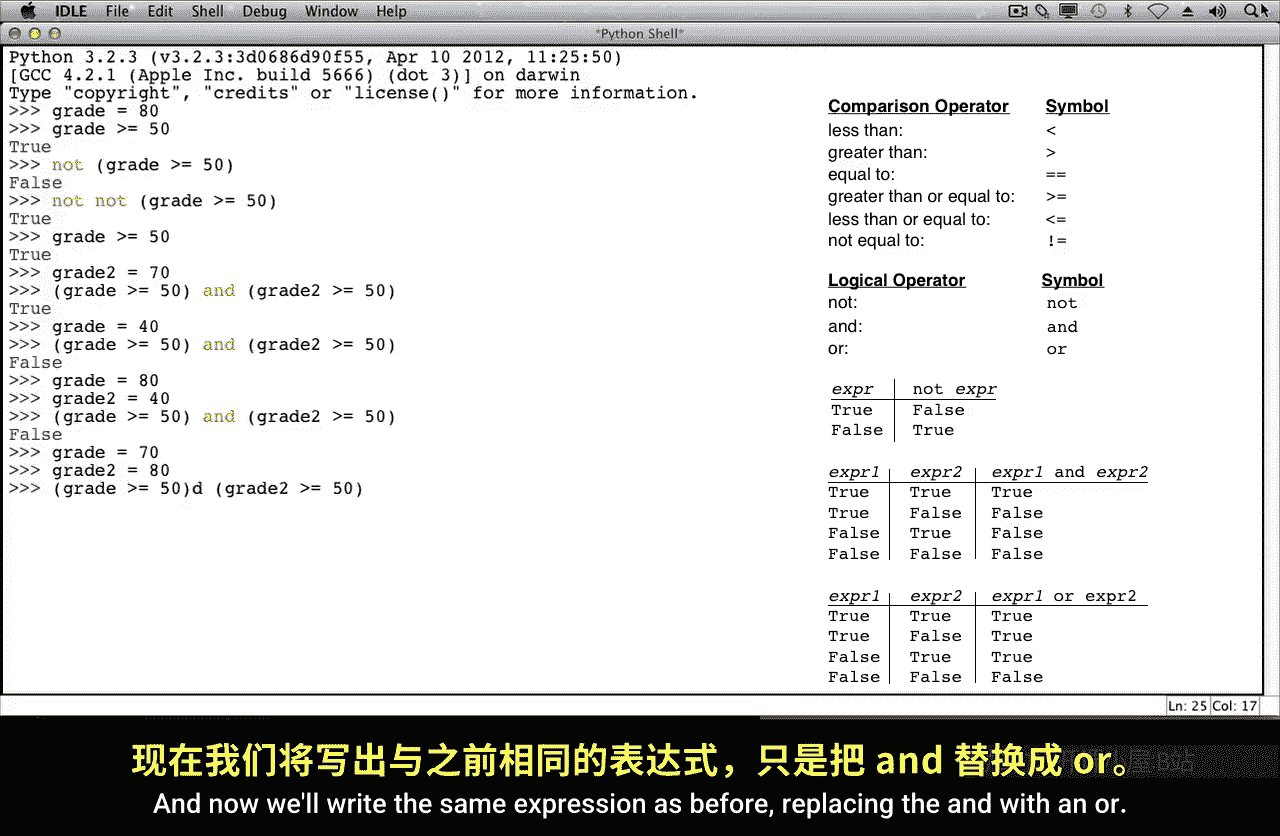 IDLE File Edit Shell Debug Window Help
*Python Shell*
Python 3.2.3 (v3.2.3:3d0686d90f55, Apr 10 2012, 11:25:50)
[GCC 4.2.1 (Apple Inc. build 5666) (dot 3)] on darwin
Type "copyright", "credits" or "license()" for more information.
>>> grade = 80
>>> grade >= 50
True
>>> not (grade >= 50)
False
>>> not not (grade >= 50)
True
>>> grade >= 50
True
>>> grade2 = 70
>>> (grade >= 50) and (grade2 >= 50)
True
>>> grade = 40
>>> (grade >= 50) and (grade2 >= 50)
False
>>> grade = 80
>>> grade2 = 40
>>> (grade >= 50) and (grade2 >= 50)
False
>>> grade = 70
>>> grade2 = 80
>>> (grade >= 50)d (grade2 >= 50)
Comparison Operator Symbol
less than: <
greater than: >
equal to: ==
greater than or equal to: >=
less than or equal to: <=
not equal to: !=
Logical Operator Symbol
not: not
and: and
or: or
expr not expr
True False
False True
expr1 expr2 expr1 and expr2
True True True
True False False
False True False
False False False
expr1 expr2 expr1 or expr2
True True True
True False True
False True True
False False False
Ln: 25 Col: 17
现在我们将写出与之前相同的表达式，只是把 and 替换成 or。
屋 B站
And now we'll write the same expression as before, replacing the and with an or.